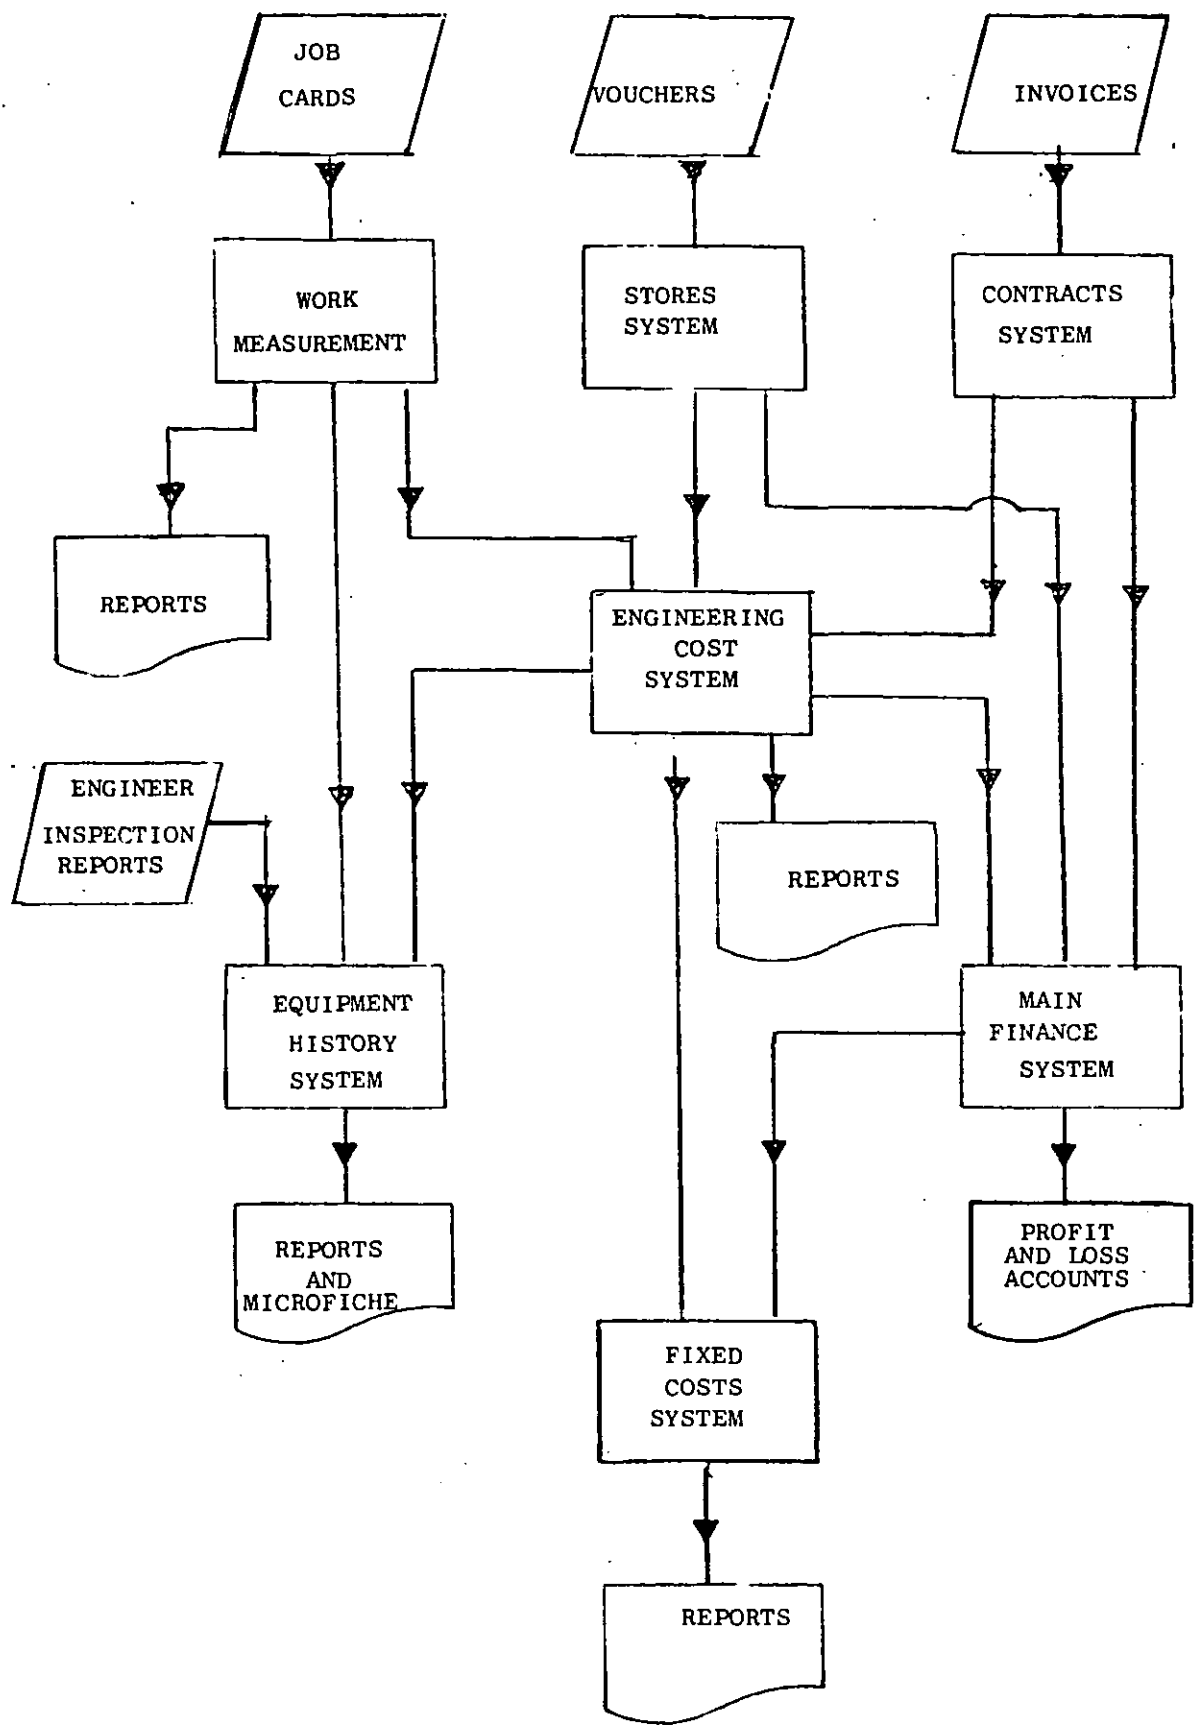 JOB
CARDS
VOUCHERS
INVOICES
WORK
MEASUREMENT
STORES
SYSTEM
CONTRACTS
SYSTEM
REPORTS
ENGINEERING
COST
SYSTEM
ENGINEER
INSPECTION
REPORTS
REPORTS
EQUIPMENT
HISTORY
SYSTEM
MAIN
FINANCE
SYSTEM
REPORTS
AND
MICROFICHE
PROFIT
AND LOSS
ACCOUNTS
FIXED
COSTS
SYSTEM
REPORTS